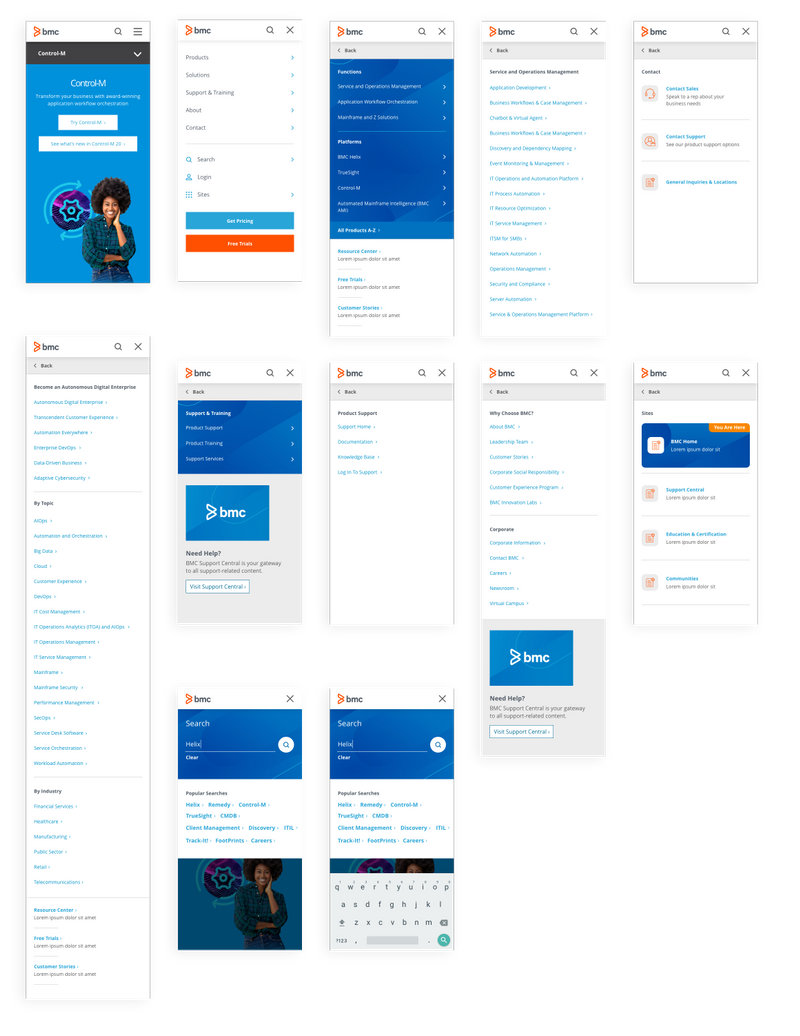 bmc
Control-M
Control-M
Transform your business with award-winning
application workflow orchestration.
Try Control-M ›
See what's new in Control-M 20 ›
bmc
Products
Solutions
Support & Training
About
Contact
Search
Login
Sites
Get Pricing
Free Trials
bmc
Back
Functions
Service and Operations Management
Application Workflow Orchestration
Mainframe and Z Solutions
Platforms
BMC Helix
TrueSight
Control-M
Automated Mainframe Intelligence (BMC
AMI)
All Products A-Z ›
Resource Center ›
Lorem ipsum dolor sit amet
Free Trials ›
Lorem ipsum dolor sit amet
Customer Stories ›
Lorem ipsum dolor sit amet
bmc
Back
Service and Operations Management
Application Development ›
Business Workflows & Case Management ›
Chatbot & Virtual Agent ›
Business Workflows & Case Management ›
Discovery and Dependency Mapping ›
Event Monitoring & Management ›
IT Operations and Automation Platform ›
IT Process Automation ›
IT Resource Optimization ›
IT Service Management ›
ITSM for SMBs ›
Network Automation ›
Operations Management ›
Security and Compliance ›
Server Automation ›
Service & Operations Management Platform ›
bmc
Back
Contact
Contact Sales
Speak to a rep about your
business needs
Contact Support
See our product support options
General Inquiries & Locations
bmc
Back
Become an Autonomous Digital Enterprise
Autonomous Digital Enterprise ›
Transcendent Customer Experience ›
Automation Everywhere ›
Enterprise DevOps ›
Data-Driven Business ›
Adaptive Cybersecurity ›
By Topic
AIOps ›
Automation and Orchestration ›
Big Data ›
Cloud ›
Customer Experience ›
DevOps ›
IT Cost Management ›
IT Operations Analytics (ITOA) and AIOps ›
IT Operations Management ›
IT Service Management ›
Mainframe ›
Mainframe Security ›
Performance Management ›
SecOps ›
Service Desk Software ›
Service Orchestration ›
Workload Automation ›
By Industry
Financial Services ›
Healthcare ›
Manufacturing ›
Public Sector ›
Retail ›
Telecommunications ›
Resource Center ›
Lorem ipsum dolor sit amet
Free Trials ›
Lorem ipsum dolor sit amet
Customer Stories ›
Lorem ipsum dolor sit amet
bmc
Back
Support & Training
Product Support
Product Training
Support Services
bmc
Need Help?
BMC Support Central is your gateway
to all support-related content.
Visit Support Central ›
bmc
Back
Product Support
Support Home ›
Documentation ›
Knowledge Base ›
Log In To Support ›
bmc
Back
Why Choose BMC?
About BMC ›
Leadership Team ›
Customer Stories ›
Corporate Social Responsibility ›
Customer Experience Program ›
BMC Innovation Labs ›
Corporate
Corporate Information ›
Contact BMC ›
Careers ›
Newsroom ›
Virtual Campus ›
bmc
Need Help?
BMC Support Central is your gateway
to all support-related content.
Visit Support Central ›
bmc
Back
Sites
You Are Here
BMC Home
Lorem ipsum dolor sit
Support Central
Lorem ipsum dolor sit
Education & Certification
Lorem ipsum dolor sit
Communities
Lorem ipsum dolor sit
bmc
Search
Helix
Clear
Popular Searches
Helix › Remedy › Control-M ›
TrueSight › CMDB ›
Client Management › Discovery › ITIL ›
Track-It! › FootPrints › Careers ›
bmc
Search
Helix
Clear
Popular Searches
Helix › Remedy › Control-M ›
TrueSight › CMDB ›
Client Management › Discovery › ITIL ›
Track-It! › FootPrints › Careers ›
q w e r t y u i o p
a s d f g h j k l
z x c v b n m
?123 , .